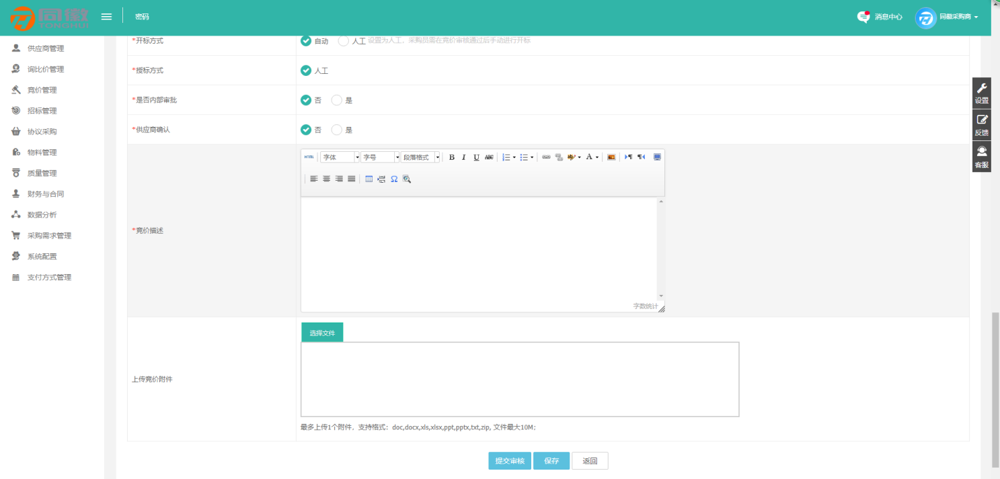 同徽
TONGHUI
密码
消息中心
同徽采购商
供应商管理
询比价管理
竞价管理
招标管理
协议采购
物料管理
质量管理
财务与合同
数据分析
采购需求管理
系统配置
支付方式管理
*开标方式
自动 人工 设置为人工，采购员需在竞价审核通过后手动进行开标
*授标方式
人工
*是否内部审批
否 是
*供应商确认
否 是
*竞价描述
HTML 字体 字号 段落格式 B I U ABC A
字数统计
上传竞价附件
选择文件
最多上传1个附件，支持格式：doc,docx,xls,xlsx,ppt,pptx,txt,zip, 文件最大10M；
提交审核 保存 返回
设置
反馈
客服